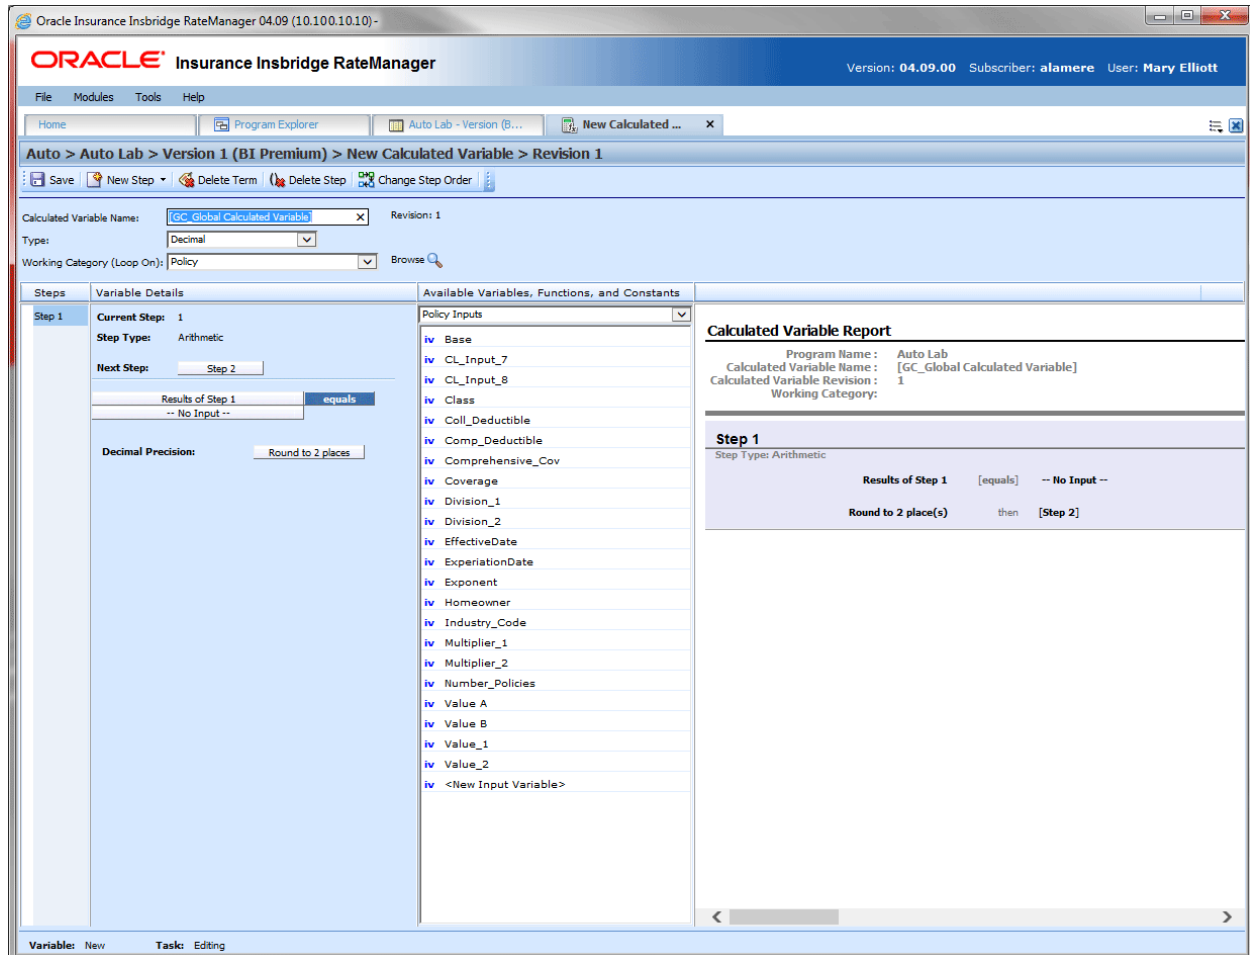 Oracle Insurance Insbridge RateManager 04.09 (10.100.10.10) -
ORACLE Insurance Insbridge RateManager
Version: 04.09.00 Subscriber: alamere User: Mary Elliott
File Modules Tools Help
Home Program Explorer Auto Lab - Version (B... New Calculated ... x
Auto > Auto Lab > Version 1 (BI Premium) > New Calculated Variable > Revision 1
Save New Step Delete Term Delete Step Change Step Order
Calculated Variable Name: [GC_Global Calculated Variable] x Revision: 1
Type: Decimal
Working Category (Loop On): Policy Browse
Steps Variable Details Available Variables, Functions, and Constants
Step 1
Current Step: 1
Step Type: Arithmetic
Next Step: Step 2
Results of Step 1 equals
-- No Input --
Decimal Precision: Round to 2 places
Policy Inputs
iv Base
iv CL_Input_7
iv CL_Input_8
iv Class
iv Coll_Deductible
iv Comp_Deductible
iv Comprehensive_Cov
iv Coverage
iv Division_1
iv Division_2
iv EffectiveDate
iv ExperiationDate
iv Exponent
iv Homeowner
iv Industry_Code
iv Multiplier_1
iv Multiplier_2
iv Number_Policies
iv Value A
iv Value B
iv Value_1
iv Value_2
iv <New Input Variable>
Calculated Variable Report
Program Name : Auto Lab
Calculated Variable Name : [GC_Global Calculated Variable]
Calculated Variable Revision : 1
Working Category:
Step 1
Step Type: Arithmetic
Results of Step 1 [equals] -- No Input --
Round to 2 place(s) then [Step 2]
Variable: New Task: Editing